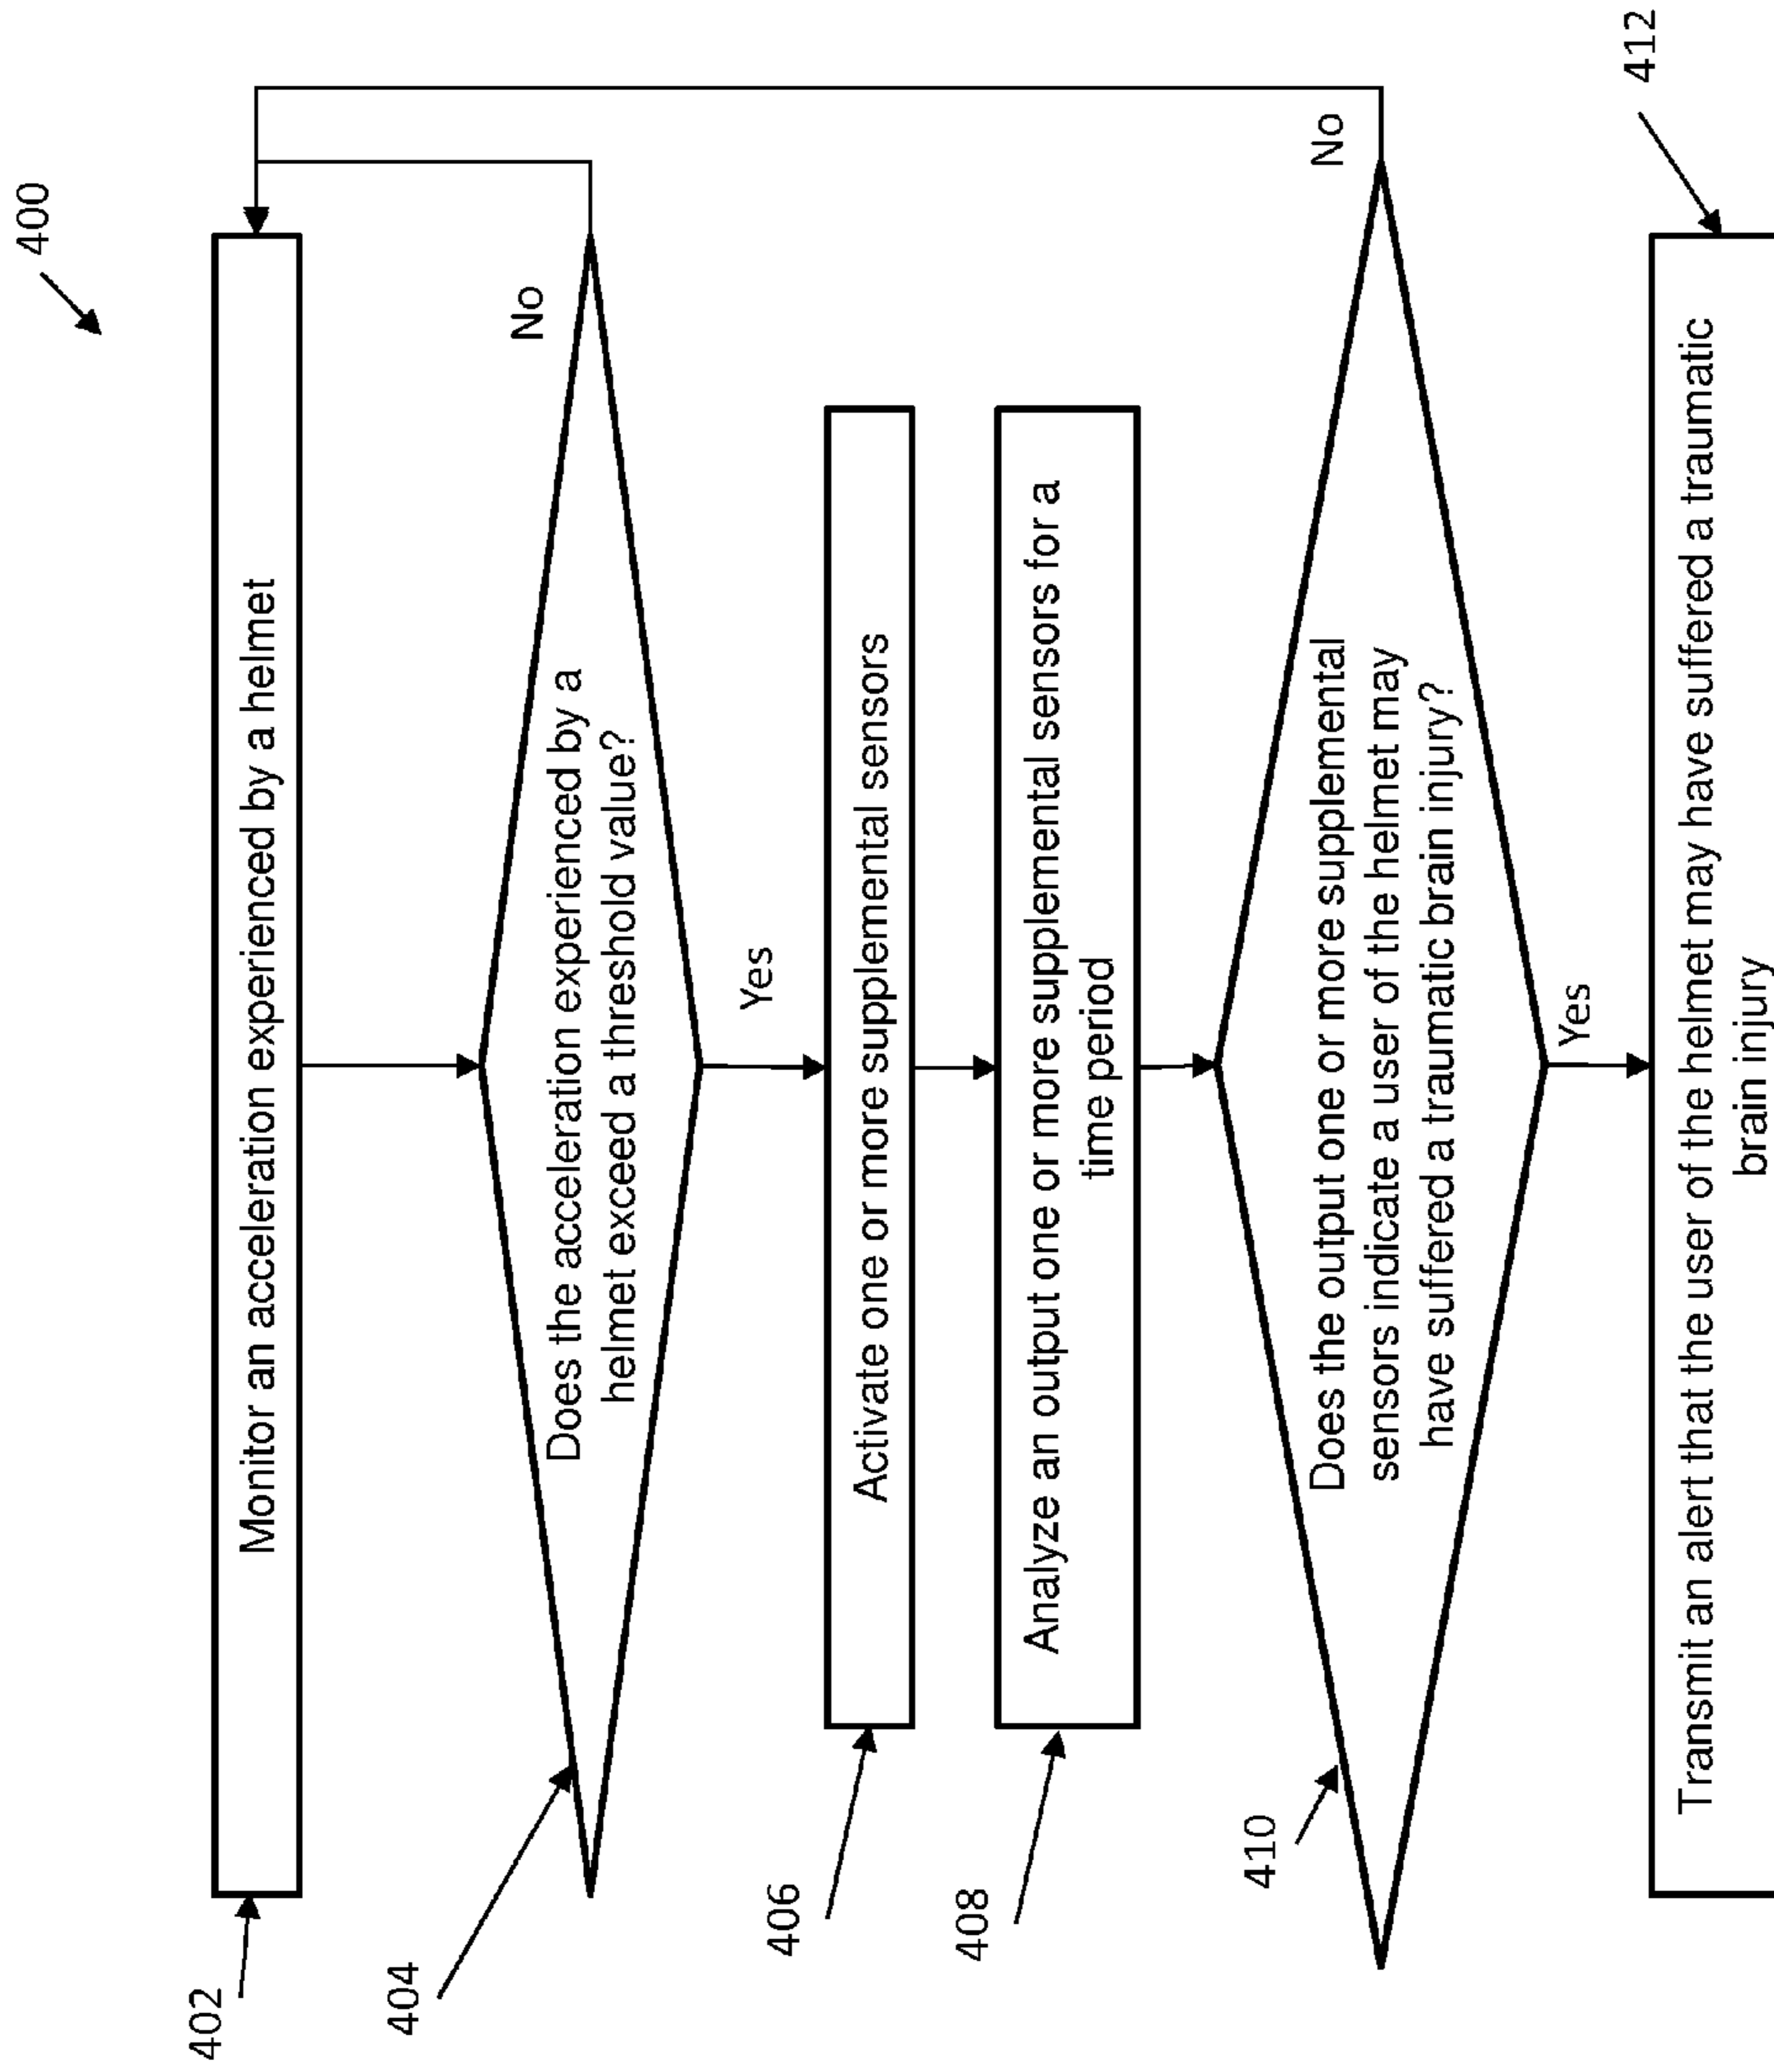 400
402
Monitor an acceleration experienced by a helmet
404
Does the acceleration experienced by a
helmet exceed a threshold value?
No
Yes
406
Activate one or more supplemental sensors
408
Analyze an output one or more supplemental sensors for a
time period
410
Does the output one or more supplemental
sensors indicate a user of the helmet may
have suffered a traumatic brain injury?
No
Yes
412
Transmit an alert that the user of the helmet may have suffered a traumatic
brain injury